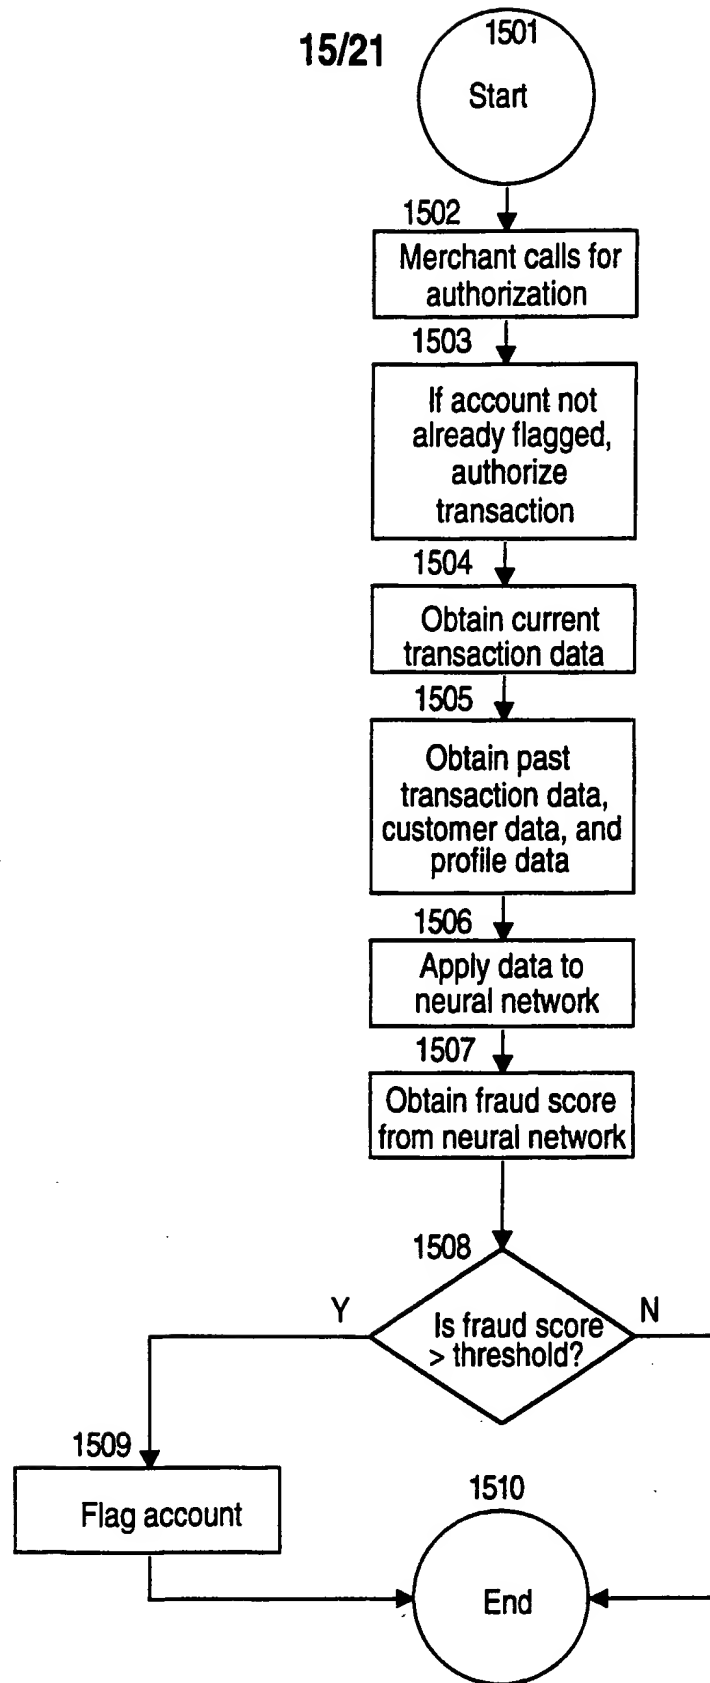 15/21
1501
Start
1502
Merchant calls for
authorization
1503
If account not
already flagged,
authorize
transaction
1504
Obtain current
transaction data
1505
Obtain past
transaction data,
customer data, and
profile data
1506
Apply data to
neural network
1507
Obtain fraud score
from neural network
1508
Y
N
Is fraud score
> threshold?
1509
Flag account
1510
End